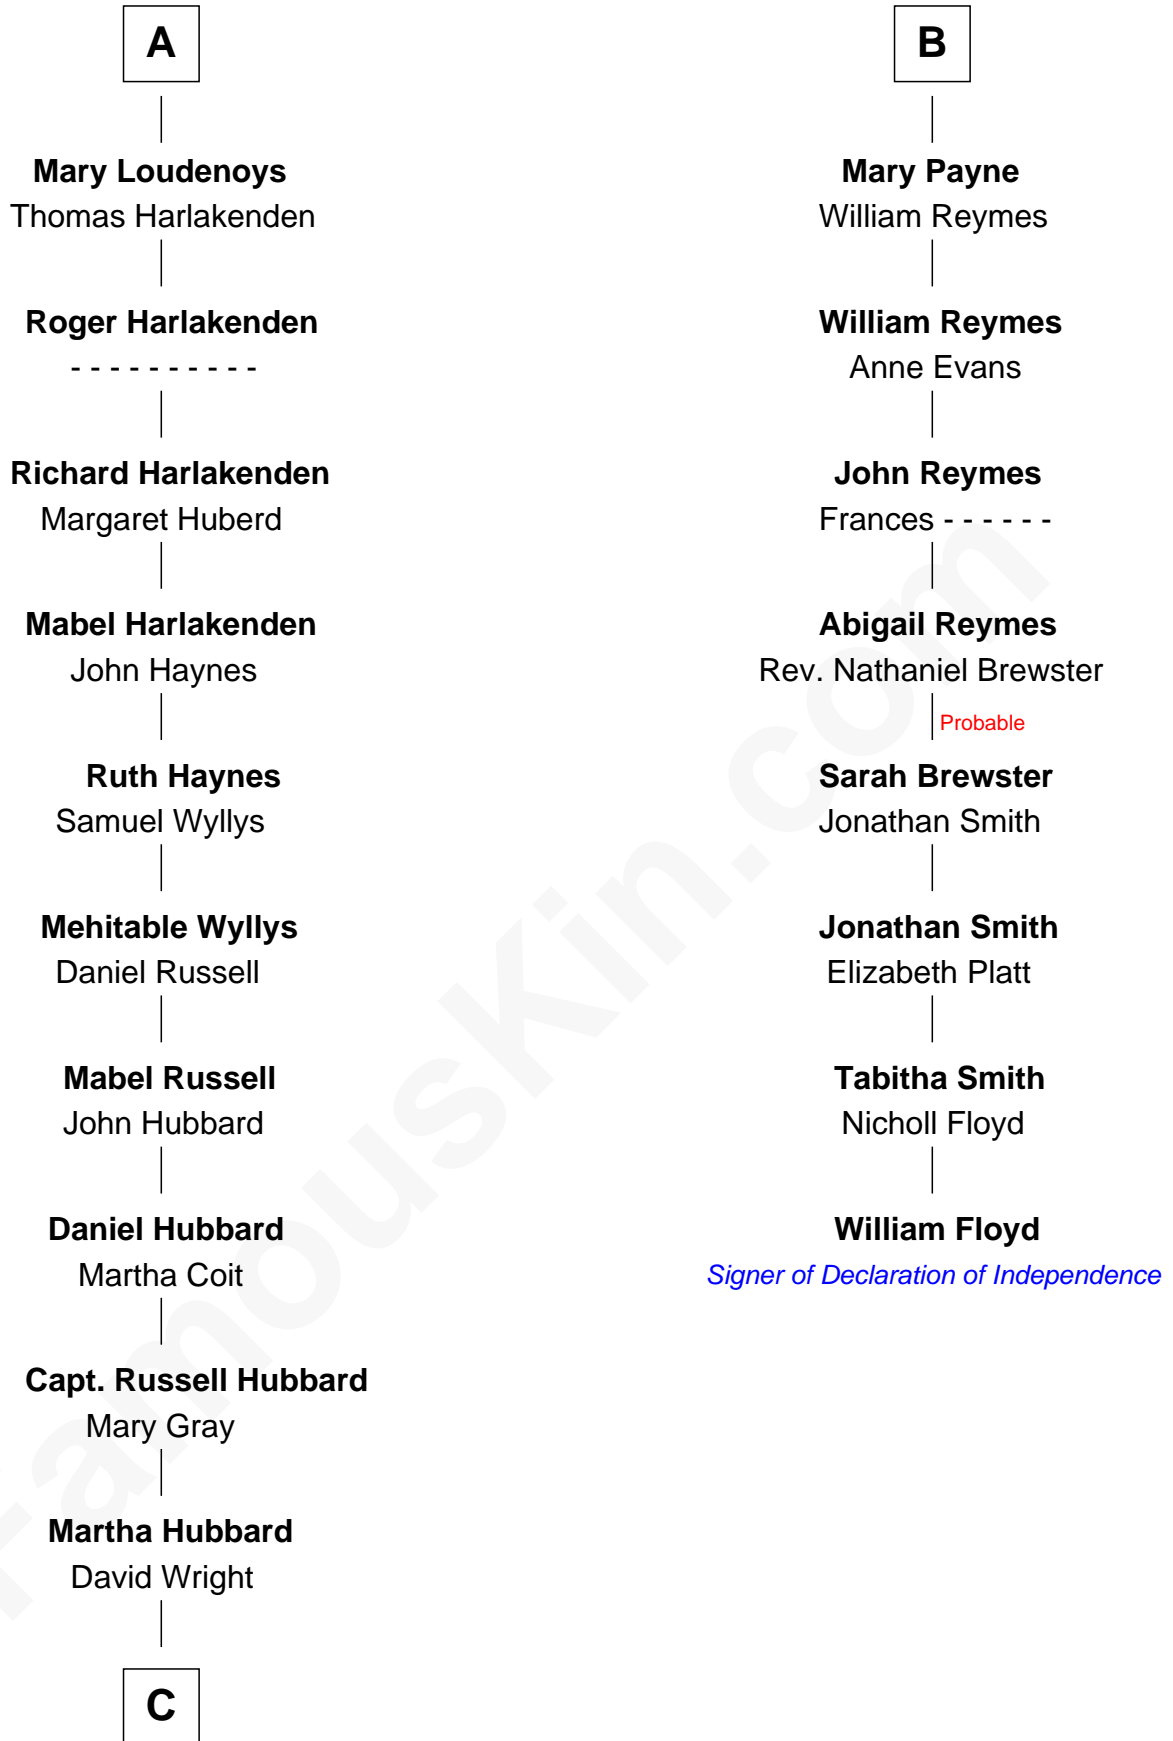 A
Mary Loudenoys
Thomas Harlakenden
Roger Harlakenden
- - - - - - - - - -
Richard Harlakenden
Margaret Huberd
Mabel Harlakenden
John Haynes
Ruth Haynes
Samuel Wyllys
Mehitable Wyllys
Daniel Russell
Mabel Russell
John Hubbard
Daniel Hubbard
Martha Coit
Capt. Russell Hubbard
Mary Gray
Martha Hubbard
David Wright
C
B
Mary Payne
William Reymes
William Reymes
Anne Evans
John Reymes
Frances - - - - - -
Abigail Reymes
Rev. Nathaniel Brewster
Probable
Sarah Brewster
Jonathan Smith
Jonathan Smith
Elizabeth Platt
Tabitha Smith
Nicholl Floyd
William Floyd
Signer of Declaration of Independence
FamousKin.com